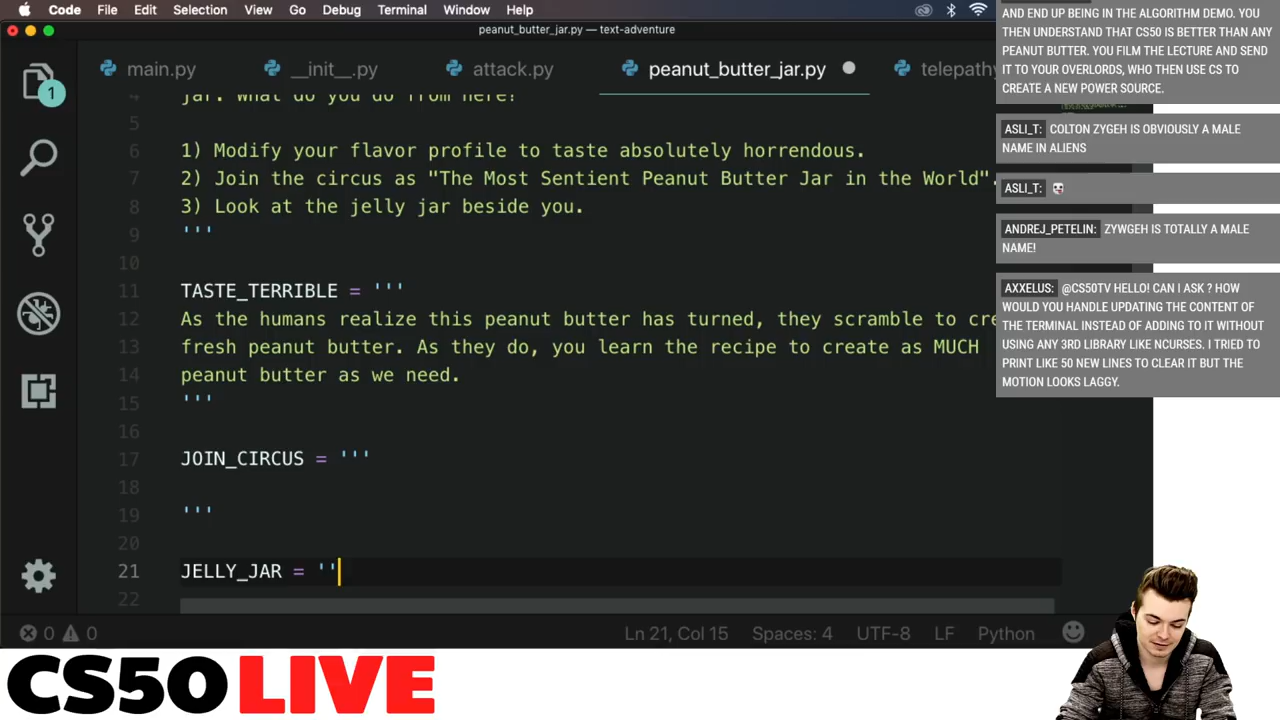 Code File Edit Selection View Go Debug Terminal Window Help
peanut_butter_jar.py — text-adventure
main.py __init__.py attack.py peanut_butter_jar.py telepathy
1
4 jar. What do you do from here?
5
6 1) Modify your flavor profile to taste absolutely horrendous.
7 2) Join the circus as "The Most Sentient Peanut Butter Jar in the World".
8 3) Look at the jelly jar beside you.
9 '''
10
11 TASTE_TERRIBLE = '''
12 As the humans realize this peanut butter has turned, they scramble to cre
13 fresh peanut butter. As they do, you learn the recipe to create as MUCH
14 peanut butter as we need.
15 '''
16
17 JOIN_CIRCUS = '''
18
19 '''
20
21 JELLY_JAR = ''
22
0 0 Ln 21, Col 15 Spaces: 4 UTF-8 LF Python
AND END UP BEING IN THE ALGORITHM DEMO. YOU
THEN UNDERSTAND THAT CS50 IS BETTER THAN ANY
PEANUT BUTTER. YOU FILM THE LECTURE AND SEND
IT TO YOUR OVERLORDS, WHO THEN USE CS TO
CREATE A NEW POWER SOURCE.
ASLI_T: COLTON ZYGEH IS OBVIOUSLY A MALE
NAME IN ALIENS
ASLI_T:
ANDREJ_PETELIN: ZYWGEH IS TOTALLY A MALE
NAME!
AXXELUS: @CS50TV HELLO! CAN I ASK ? HOW
WOULD YOU HANDLE UPDATING THE CONTENT OF
THE TERMINAL INSTEAD OF ADDING TO IT WITHOUT
USING ANY 3RD LIBRARY LIKE NCURSES. I TRIED TO
PRINT LIKE 50 NEW LINES TO CLEAR IT BUT THE
MOTION LOOKS LAGGY.
CS50 LIVE